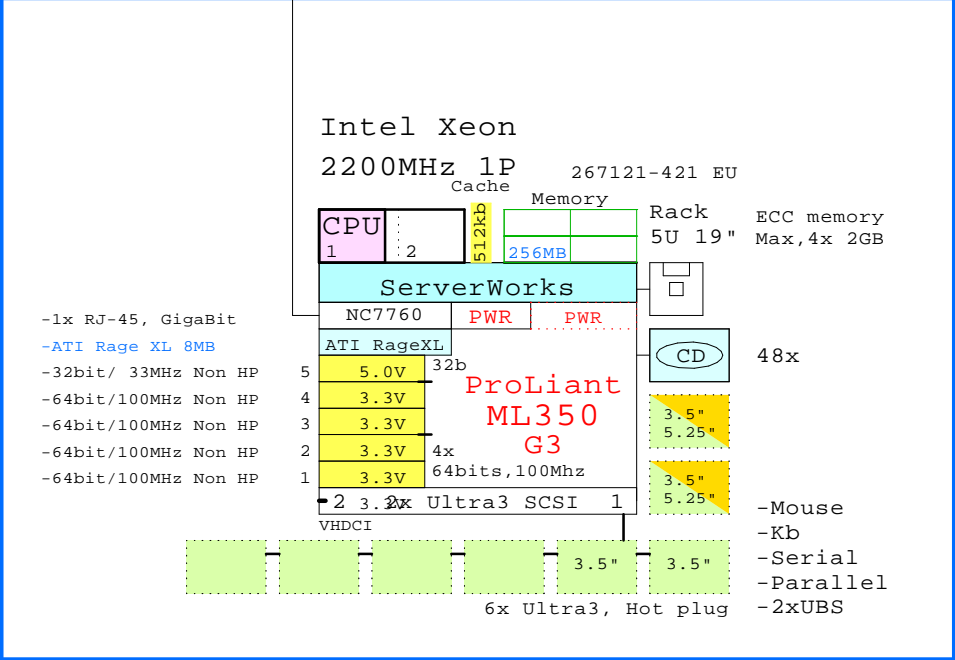 Intel Xeon
2200MHz 1P
267121-421 EU
Cache
Memory
CPU
1
2
512kb
256MB
Rack
5U 19"
ECC memory
Max,4x 2GB
ServerWorks
NC7760
PWR
PWR
-1x RJ-45, GigaBit
-ATI Rage XL 8MB
ATI RageXL
-32bit/ 33MHz Non HP
5
5.0V
32b
-64bit/100MHz Non HP
4
3.3V
-64bit/100MHz Non HP
3
3.3V
-64bit/100MHz Non HP
2
3.3V
4x
-64bit/100MHz Non HP
1
3.3V
64bits,100Mhz
ProLiant
ML350
G3
CD
48x
3.5"
5.25"
3.5"
5.25"
2
3.3V
2x Ultra3 SCSI
1
VHDCI
3.5"
3.5"
6x Ultra3, Hot plug
-Mouse
-Kb
-Serial
-Parallel
-2xUBS